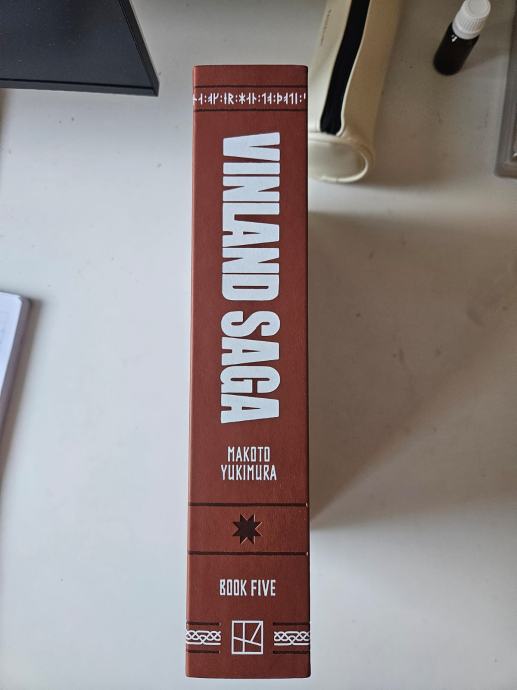 VINLAND SAGA
MAKOTO
YUKIMURA
BOOK FIVE